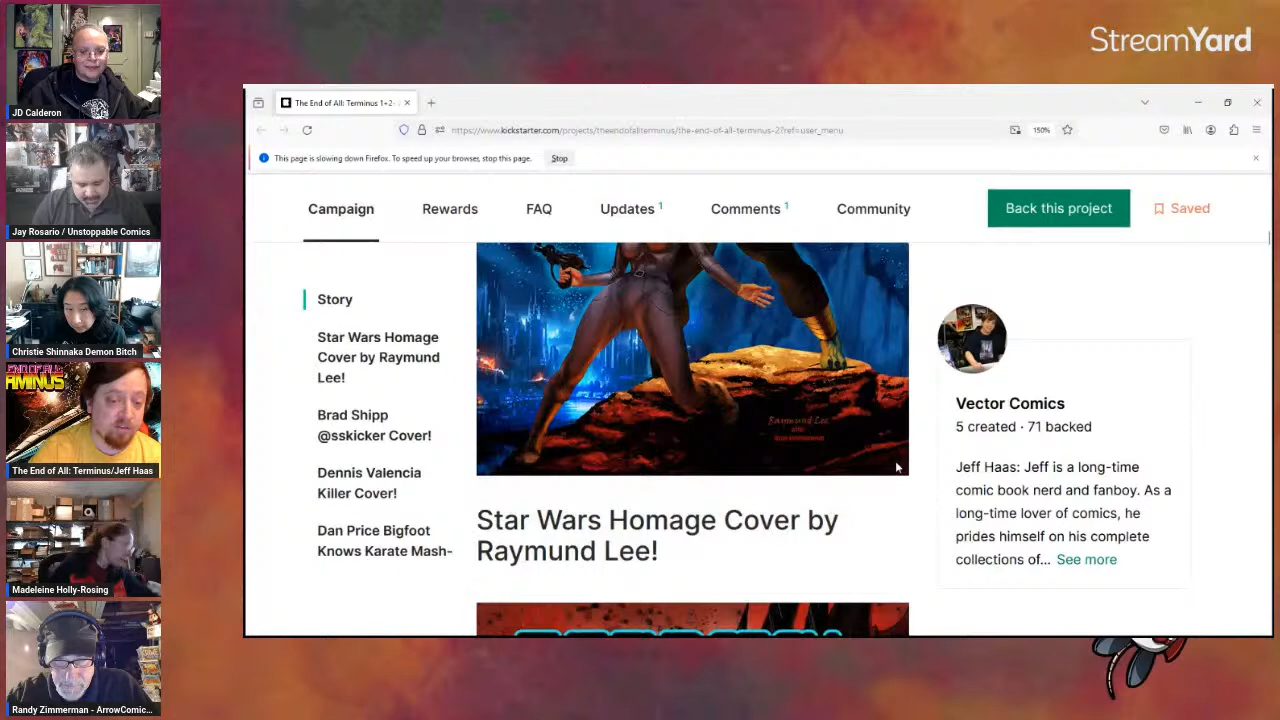 StreamYard
JD Calderon
Jay Rosario / Unstoppable Comics
Christie Shinnaka Demon Bitch
END OF ALL:
The End of All: Terminus/Jeff Haas
Madeleine Holly-Rosing
Randy Zimmerman - ArrowComic...
The End of All: Terminus 1+2-
https://www.kickstarter.com/projects/theendofallterminus/the-end-of-all-terminus-2?ref=user_menu
150%
This page is slowing down Firefox. To speed up your browser, stop this page.
Stop
Campaign
Rewards
FAQ
Updates 1
Comments 1
Community
Back this project
Saved
Story
Star Wars Homage
Cover by Raymund
Lee!
Brad Shipp
@sskicker Cover!
Dennis Valencia
Killer Cover!
Dan Price Bigfoot
Knows Karate Mash-
Raymund Lee
Star Wars Homage Cover by
Raymund Lee!
Vector Comics
5 created · 71 backed
Jeff Haas: Jeff is a long-time
comic book nerd and fanboy. As a
long-time lover of comics, he
prides himself on his complete
collections of... See more